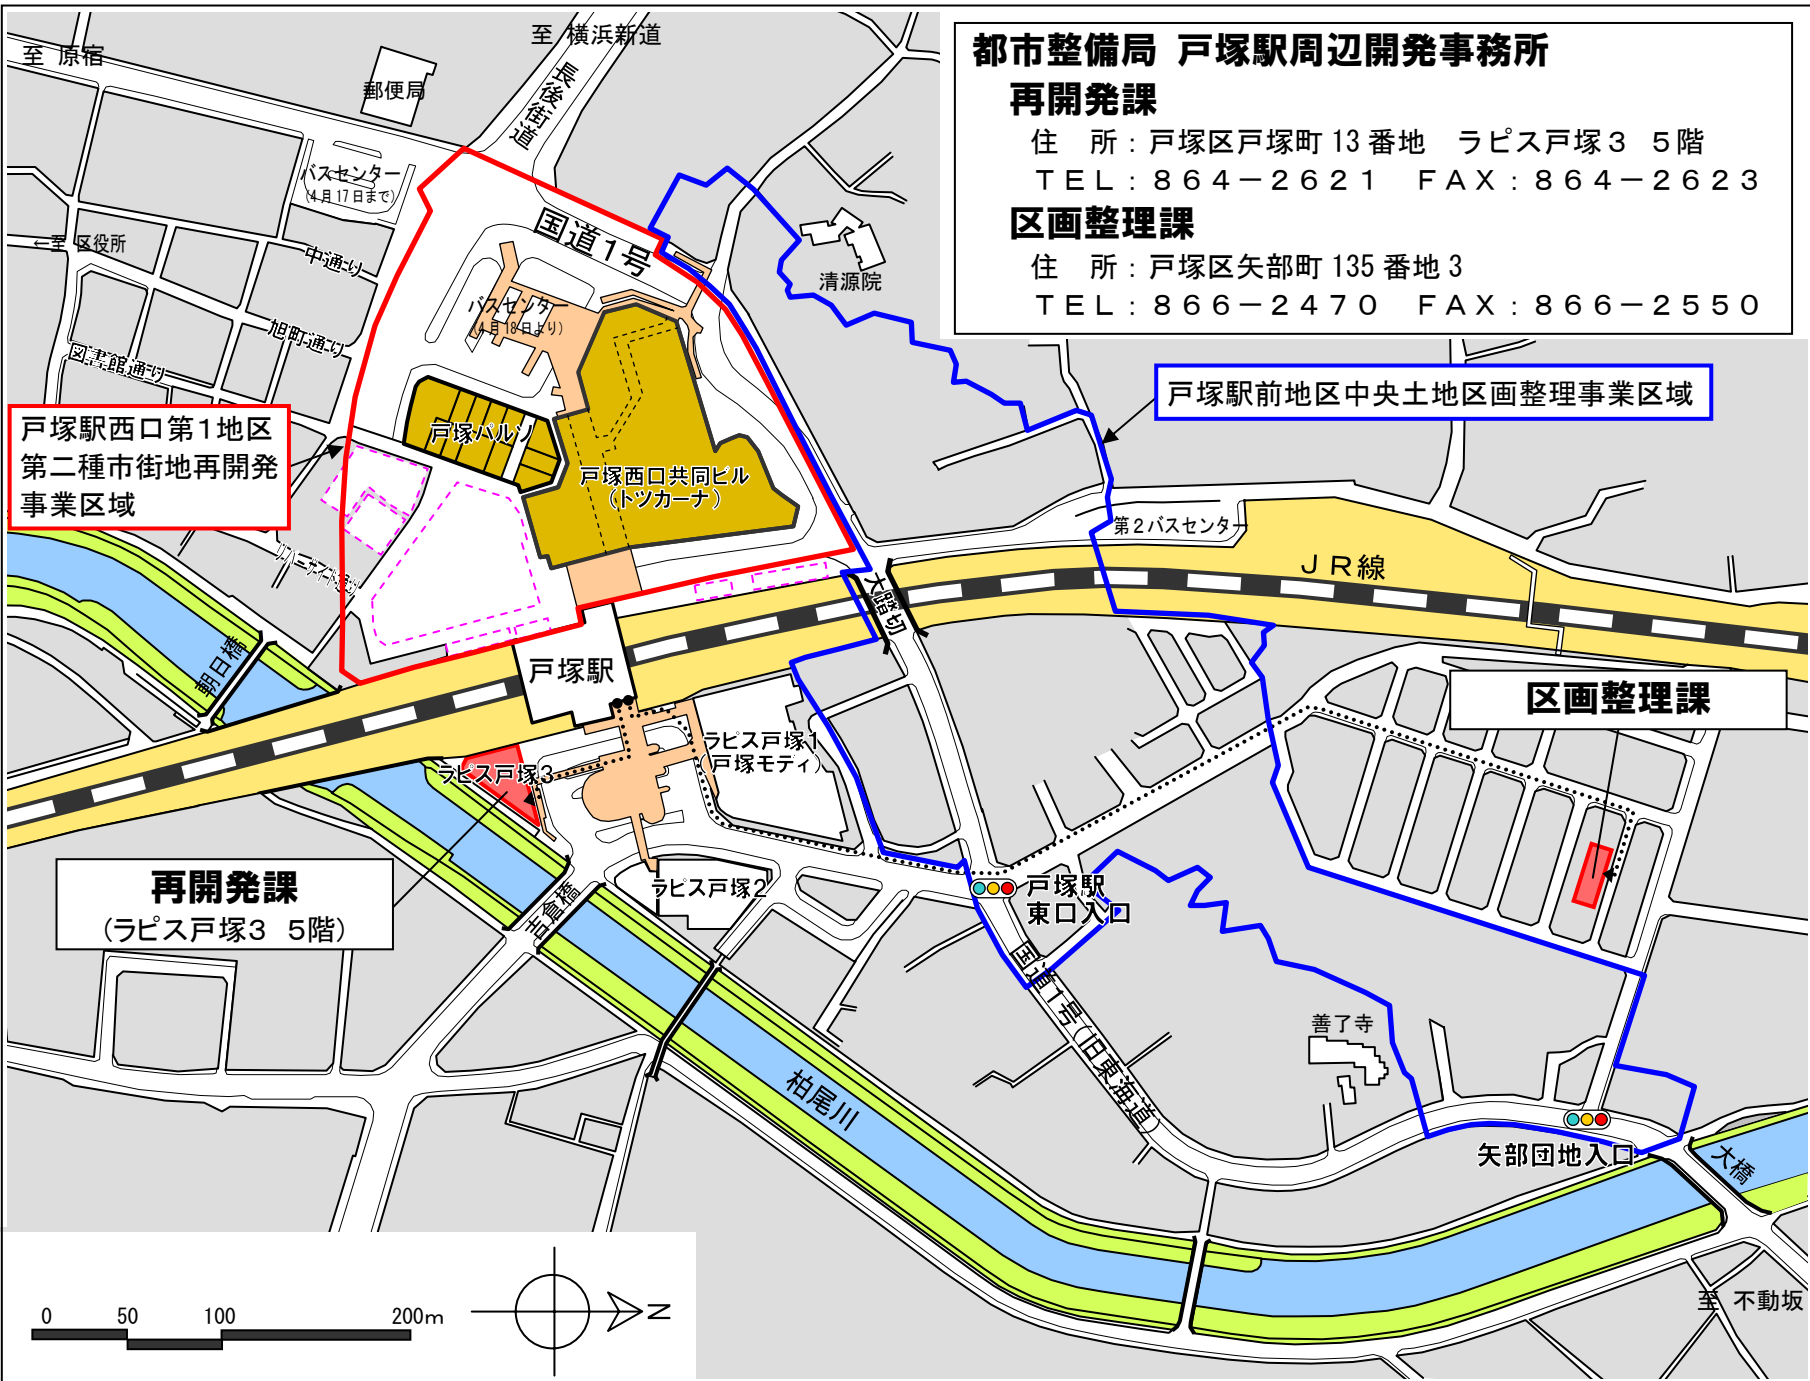 都市整備局 戸塚駅周辺開発事務所
再開発課
住 所：戸塚区戸塚町13番地 ラピス戸塚３ ５階
ＴＥＬ：８６４－２６２１ ＦＡＸ：８６４－２６２３
区画整理課
住 所：戸塚区矢部町135番地3
ＴＥＬ：８６６－２４７０ ＦＡＸ：８６６－２５５０
至 原宿
至 横浜新道
長後街道
郵便局
バスセンター
(4月17日まで)
←至 区役所
中通り
旭町通り
図書館通り
国道1号
バスセンター
(4月18日より)
清源院
戸塚駅前地区中央土地区画整理事業区域
戸塚駅西口第1地区
第二種市街地再開発
事業区域
戸塚パルソ
戸塚西口共同ビル
(トツカーナ)
第2バスセンター
ＪＲ線
リバーサイド通り
大踏切
朝日橋
戸塚駅
区画整理課
ラピス戸塚1
(戸塚モディ)
ラピス戸塚3
再開発課
(ラピス戸塚3 5階)
吉倉橋
ラピス戸塚2
戸塚駅
東口入口
国道1号(旧東海道)
善了寺
柏尾川
矢部団地入口
大橋
至 不動坂
0 50 100 200m
N